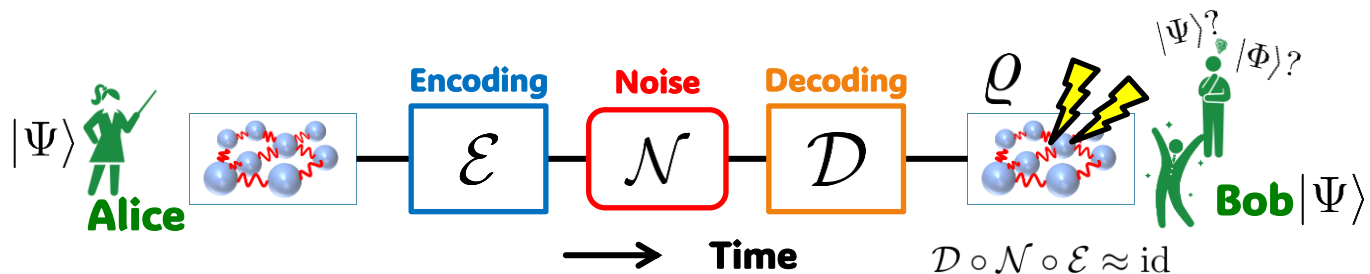 |Ψ⟩
Alice
Encoding
ℰ
Noise
𝒩
Decoding
𝒟
ϱ
|Ψ⟩?
|Φ⟩?
Bob|Ψ⟩
Time
𝒟 ∘ 𝒩 ∘ ℰ ≈ id